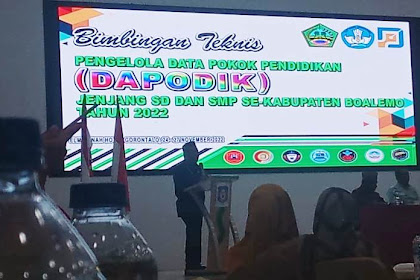 Bimbingan Teknis
PENGELOLA DATA POKOK PENDIDIKAN
(DAPODIK)
JENJANG SD DAN SMP SE-KABUPATEN BOALEMO
TAHUN 2022